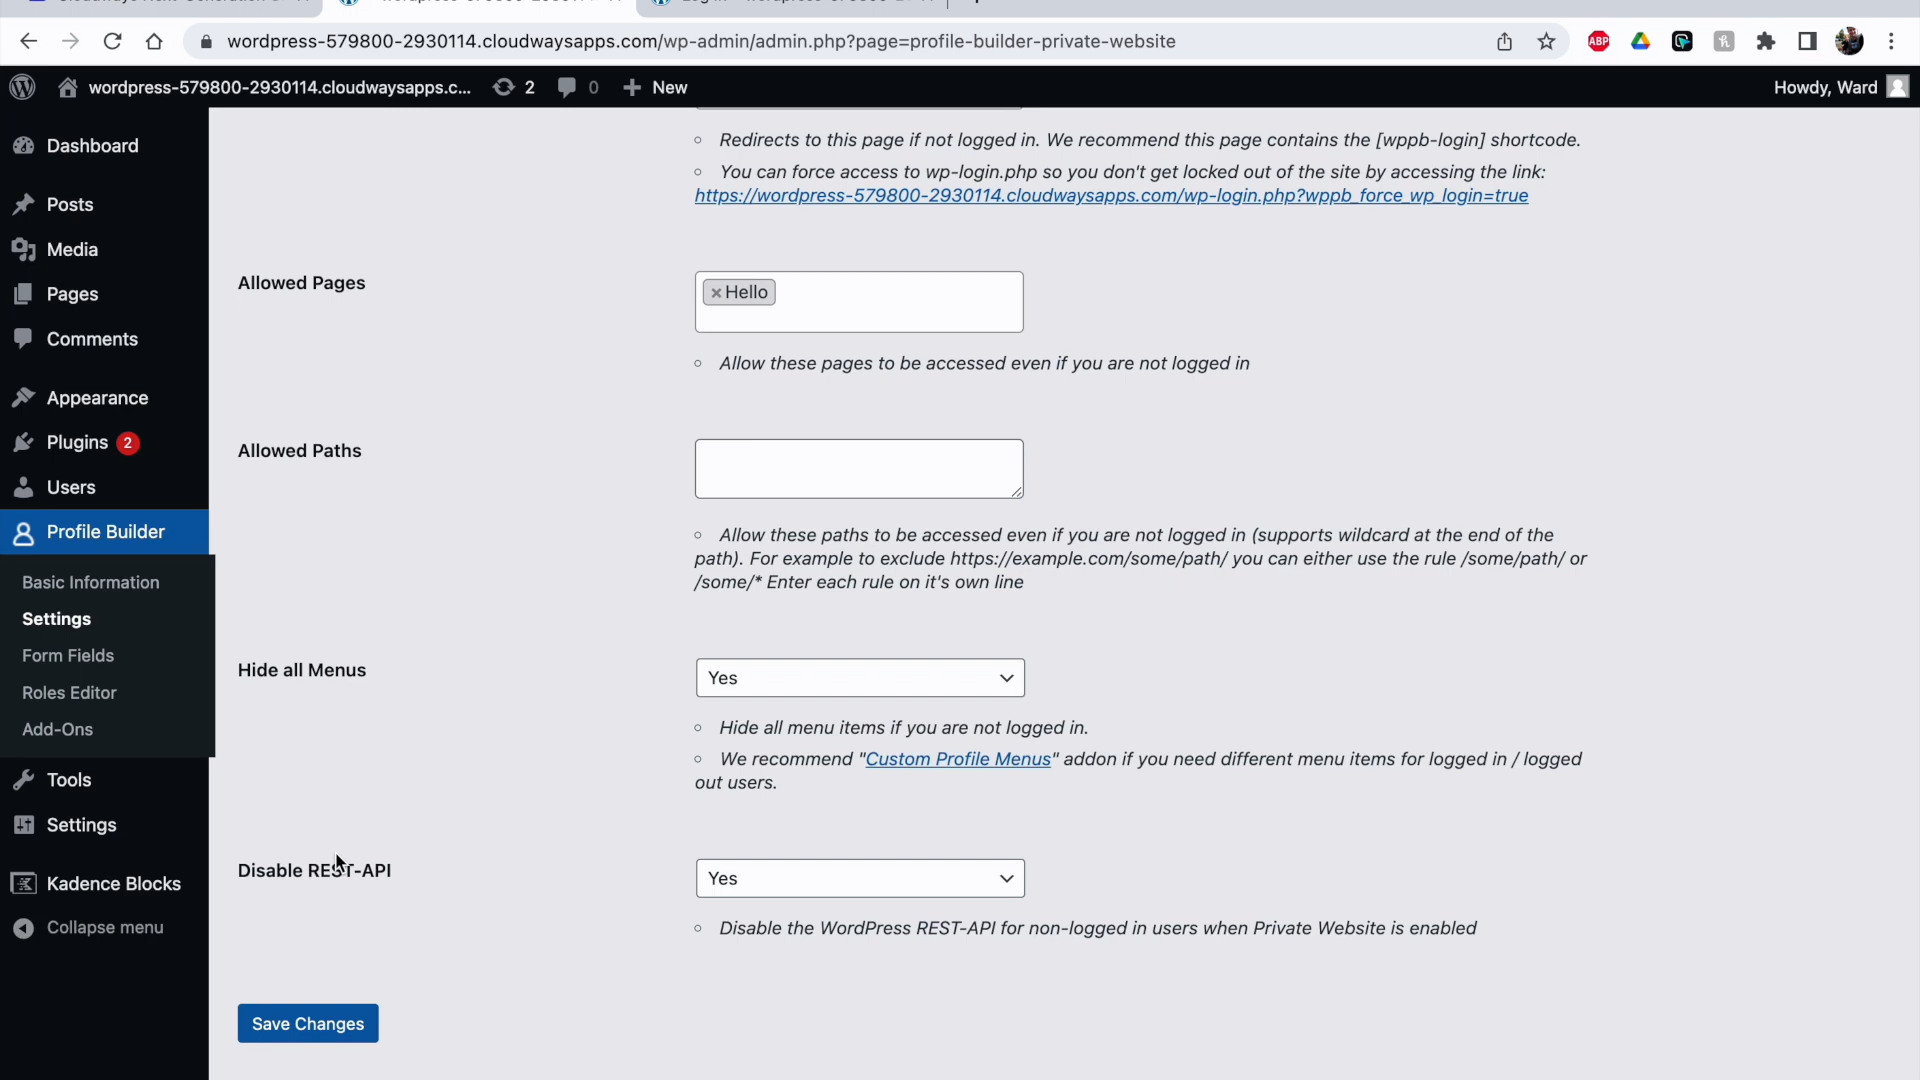 wordpress-579800-2930114.cloudwaysapps.com/wp-admin/admin.php?page=profile-builder-private-website
ABP
wordpress-579800-2930114.cloudwaysapps.c...
2
0
New
Howdy, Ward
Dashboard
Posts
Media
Pages
Comments
Appearance
Plugins 2
Users
Profile Builder
Basic Information
Settings
Form Fields
Roles Editor
Add-Ons
Tools
Settings
Kadence Blocks
Collapse menu
Redirects to this page if not logged in. We recommend this page contains the [wppb-login] shortcode.
You can force access to wp-login.php so you don't get locked out of the site by accessing the link:
https://wordpress-579800-2930114.cloudwaysapps.com/wp-login.php?wppb_force_wp_login=true
Allowed Pages
×Hello
Allow these pages to be accessed even if you are not logged in
Allowed Paths
Allow these paths to be accessed even if you are not logged in (supports wildcard at the end of the
path). For example to exclude https://example.com/some/path/ you can either use the rule /some/path/ or
/some/* Enter each rule on it's own line
Hide all Menus
Yes
Hide all menu items if you are not logged in.
We recommend "Custom Profile Menus" addon if you need different menu items for logged in / logged
out users.
Disable REST-API
Yes
Disable the WordPress REST-API for non-logged in users when Private Website is enabled
Save Changes